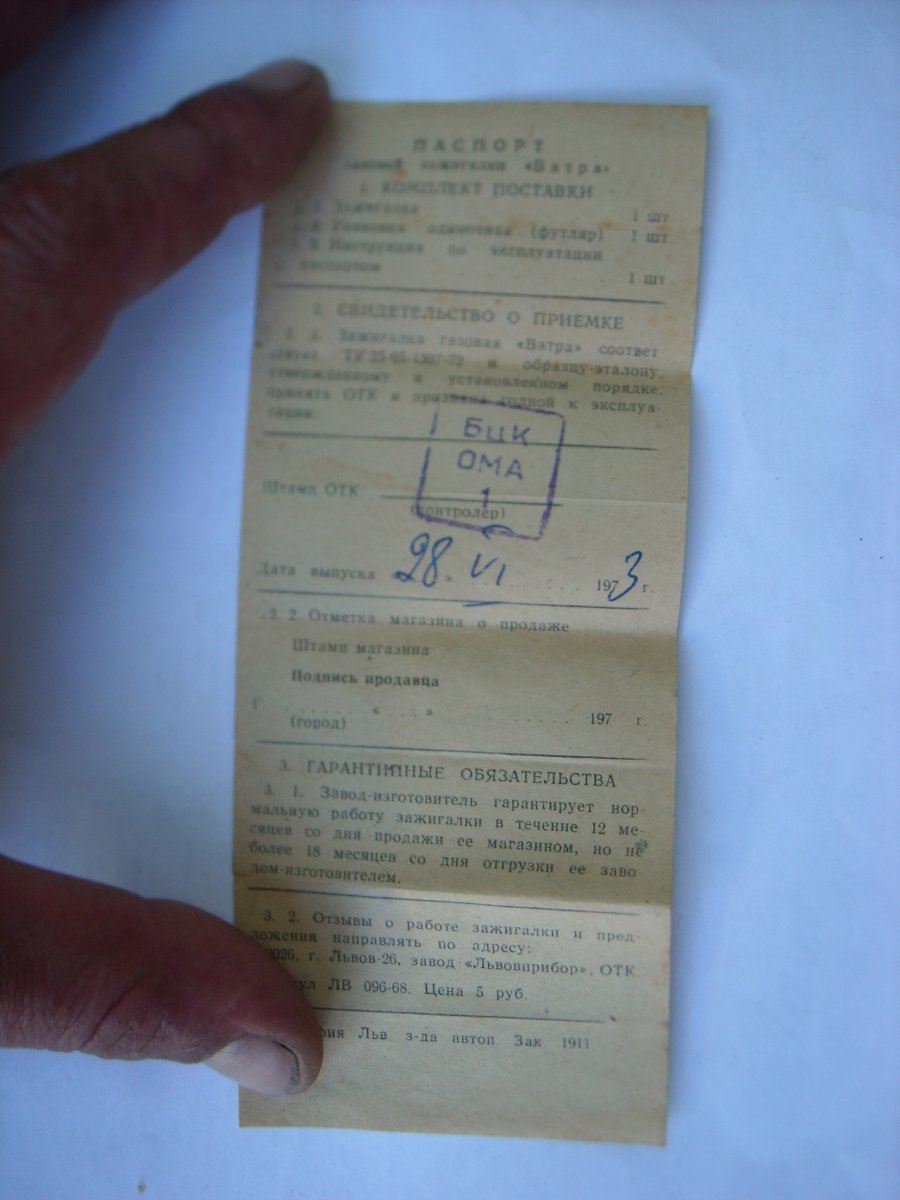 ПАСПОРТ
газовой зажигалки «Ватра»
1. КОМПЛЕКТ ПОСТАВКИ
1. 1. Зажигалка 1 шт
1. 2. Упаковка одиночная (футляр) 1 шт
1. 3. Инструкция по эксплуатации
с паспортом 1 шт
2. СВИДЕТЕЛЬСТВО О ПРИЕМКЕ
2. 1. Зажигалка газовая «Ватра» соответ
ствует ТУ 25-05-1307-72 и образцу-эталону,
утвержденному в установленном порядке,
принята ОТК и признана годной к эксплуа-
тации.
БЦК
ОМА
1
Штамп ОТК
(контролер)
Дата выпуска 28. VI 1973 г.
2. 2. Отметка магазина о продаже
Штамп магазина
Подпись продавца
Г « » 197 г.
(город)
3. ГАРАНТИЙНЫЕ ОБЯЗАТЕЛЬСТВА
3. 1. Завод-изготовитель гарантирует нор-
мальную работу зажигалки в течение 12 ме-
сяцев со дня продажи ее магазином, но не
более 18 месяцев со дня отгрузки ее заво
дом-изготовителем.
3. 2. Отзывы о работе зажигалки и пред-
ложения направлять по адресу:
г. Львов-26, завод «Львовприбор», ОТК.
ЛВ 096-68. Цена 5 руб.
Льв з-да автоп Зак 1911